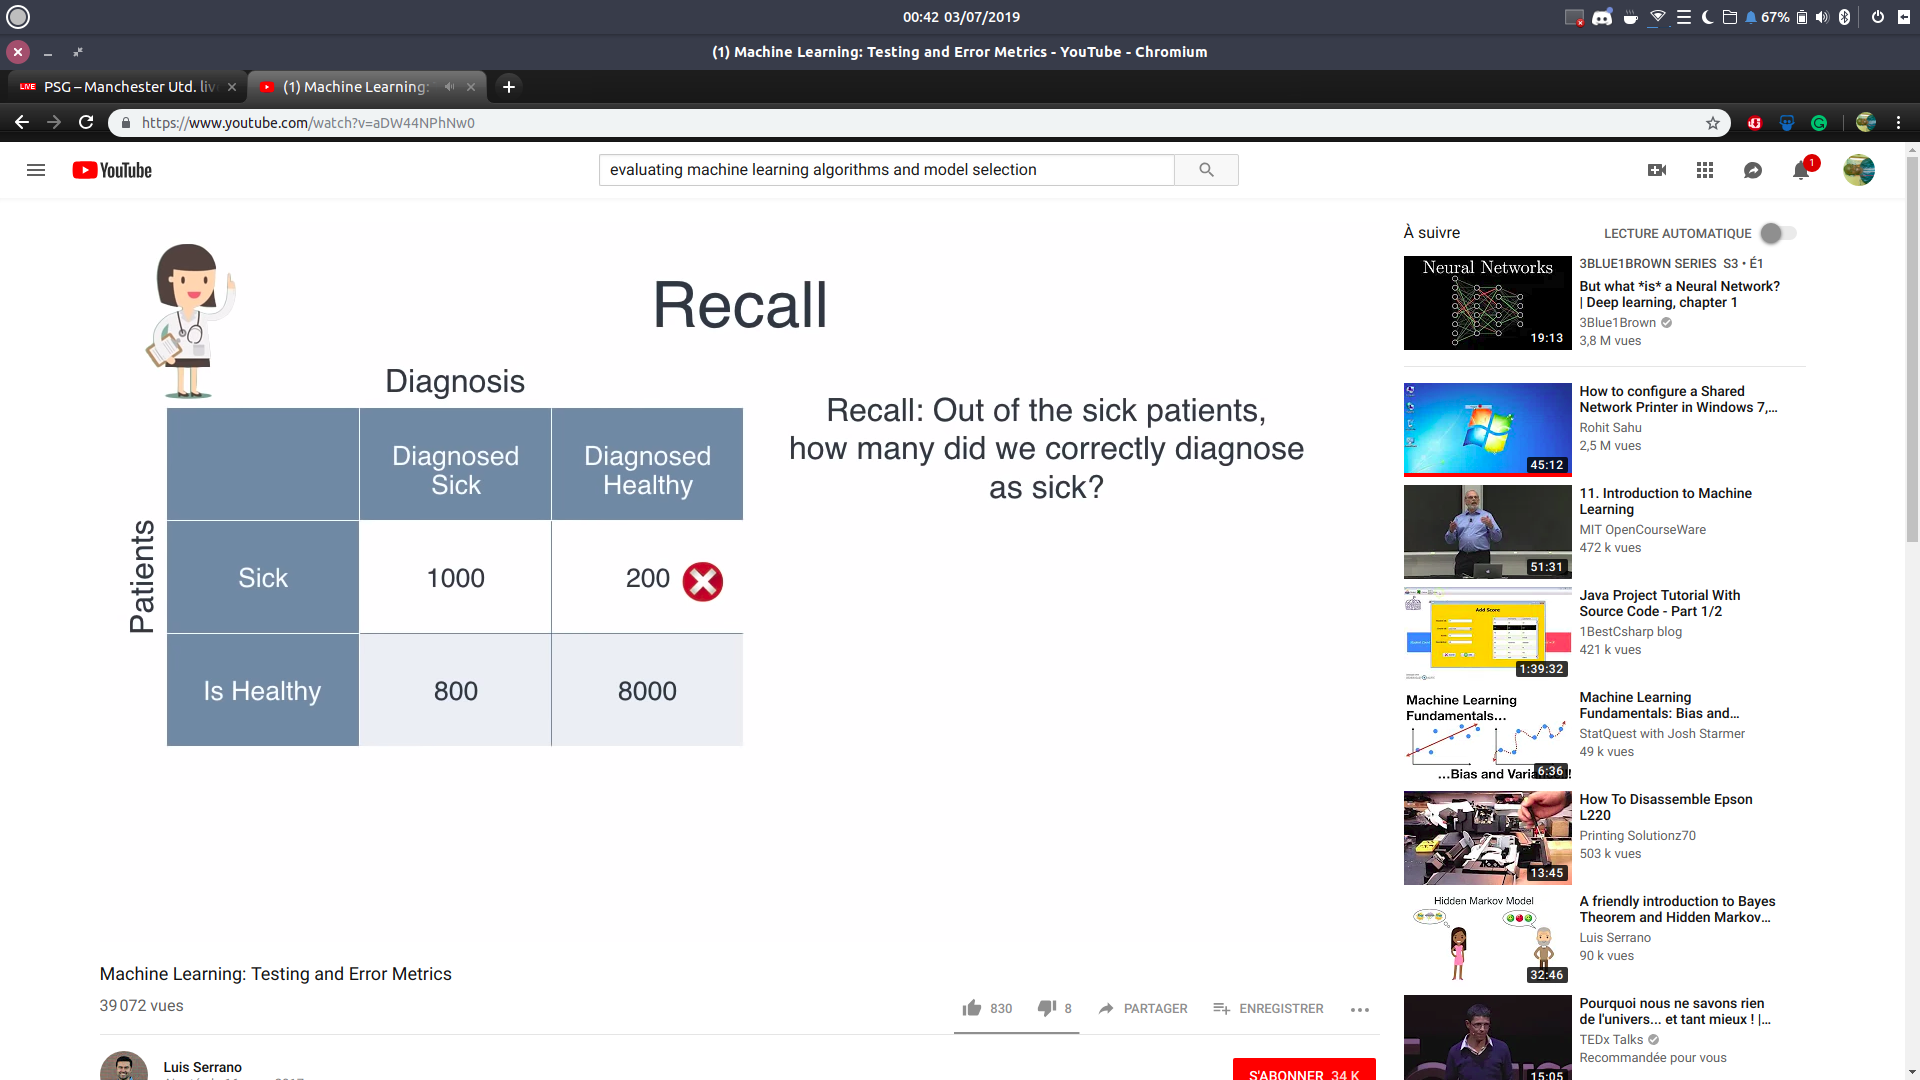 00:42 03/07/2019
67%
(1) Machine Learning: Testing and Error Metrics - YouTube - Chromium
LIVE PSG – Manchester Utd. liv
(1) Machine Learning:
https://www.youtube.com/watch?v=aDW44NPhNw0
YouTube
evaluating machine learning algorithms and model selection
1
Recall
Diagnosis
Patients
Diagnosed
Sick
Diagnosed
Healthy
Sick
1000
200
Is Healthy
800
8000
Recall: Out of the sick patients,
how many did we correctly diagnose
as sick?
Machine Learning: Testing and Error Metrics
39 072 vues
830
8
PARTAGER
ENREGISTRER
Luis Serrano
S'ABONNER 34 K
À suivre
LECTURE AUTOMATIQUE
Neural Networks
19:13
3BLUE1BROWN SERIES S3 • É1
But what *is* a Neural Network?
| Deep learning, chapter 1
3Blue1Brown
3,8 M vues
45:12
How to configure a Shared
Network Printer in Windows 7,...
Rohit Sahu
2,5 M vues
51:31
11. Introduction to Machine
Learning
MIT OpenCourseWare
472 k vues
Add Score
1:39:32
Java Project Tutorial With
Source Code - Part 1/2
1BestCsharp blog
421 k vues
Machine Learning
Fundamentals...
6:36
Machine Learning
Fundamentals: Bias and...
StatQuest with Josh Starmer
49 k vues
13:45
How To Disassemble Epson
L220
Printing Solutionz70
503 k vues
Hidden Markov Model
32:46
A friendly introduction to Bayes
Theorem and Hidden Markov...
Luis Serrano
90 k vues
15:05
Pourquoi nous ne savons rien
de l'univers... et tant mieux ! |...
TEDx Talks
Recommandée pour vous